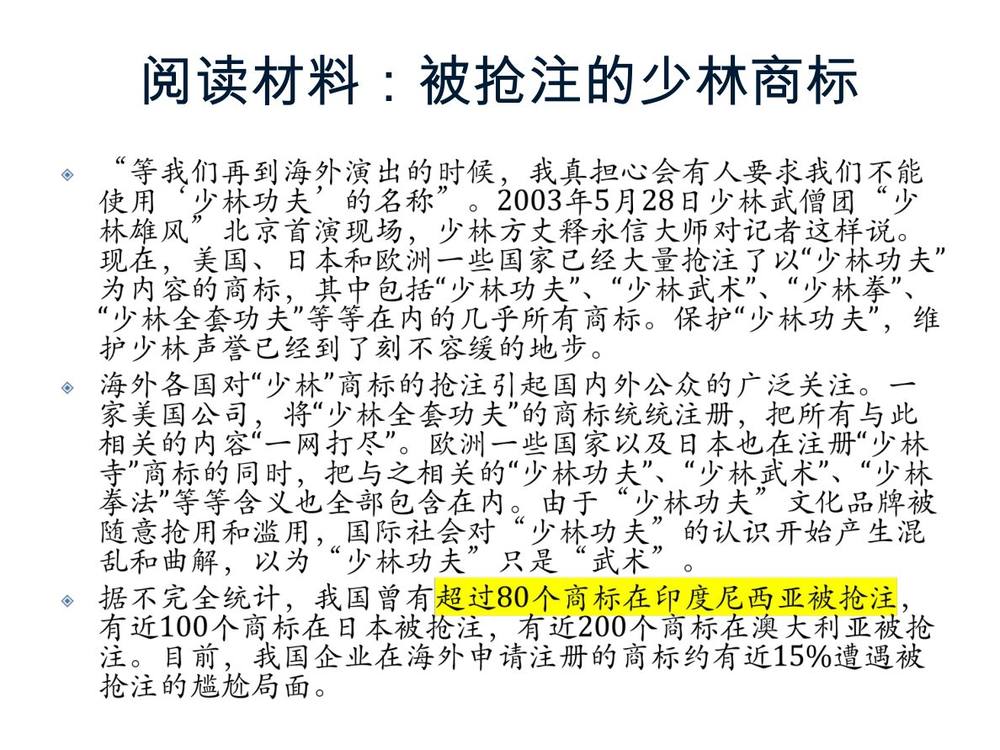 阅读材料：被抢注的少林商标
“等我们再到海外演出的时候，我真担心会有人要求我们不能
使用‘少林功夫’的名称”。2003年5月28日少林武僧团“少
林雄风”北京首演现场，少林方丈释永信大师对记者这样说。
现在，美国、日本和欧洲一些国家已经大量抢注了以“少林功夫”
为内容的商标，其中包括“少林功夫”、“少林武术”、“少林拳”、
“少林全套功夫”等等在内的几乎所有商标。保护“少林功夫”，维
护少林声誉已经到了刻不容缓的地步。
海外各国对“少林”商标的抢注引起国内外公众的广泛关注。一
家美国公司，将“少林全套功夫”的商标统统注册，把所有与此
相关的内容“一网打尽”。欧洲一些国家以及日本也在注册“少林
寺”商标的同时，把与之相关的“少林功夫”、“少林武术”、“少林
拳法”等等含义也全部包含在内。由于“少林功夫”文化品牌被
随意抢用和滥用，国际社会对“少林功夫”的认识开始产生混
乱和曲解，以为“少林功夫”只是“武术”。
据不完全统计，我国曾有超过80个商标在印度尼西亚被抢注，
有近100个商标在日本被抢注，有近200个商标在澳大利亚被抢
注。目前，我国企业在海外申请注册的商标约有近15%遭遇被
抢注的尴尬局面。